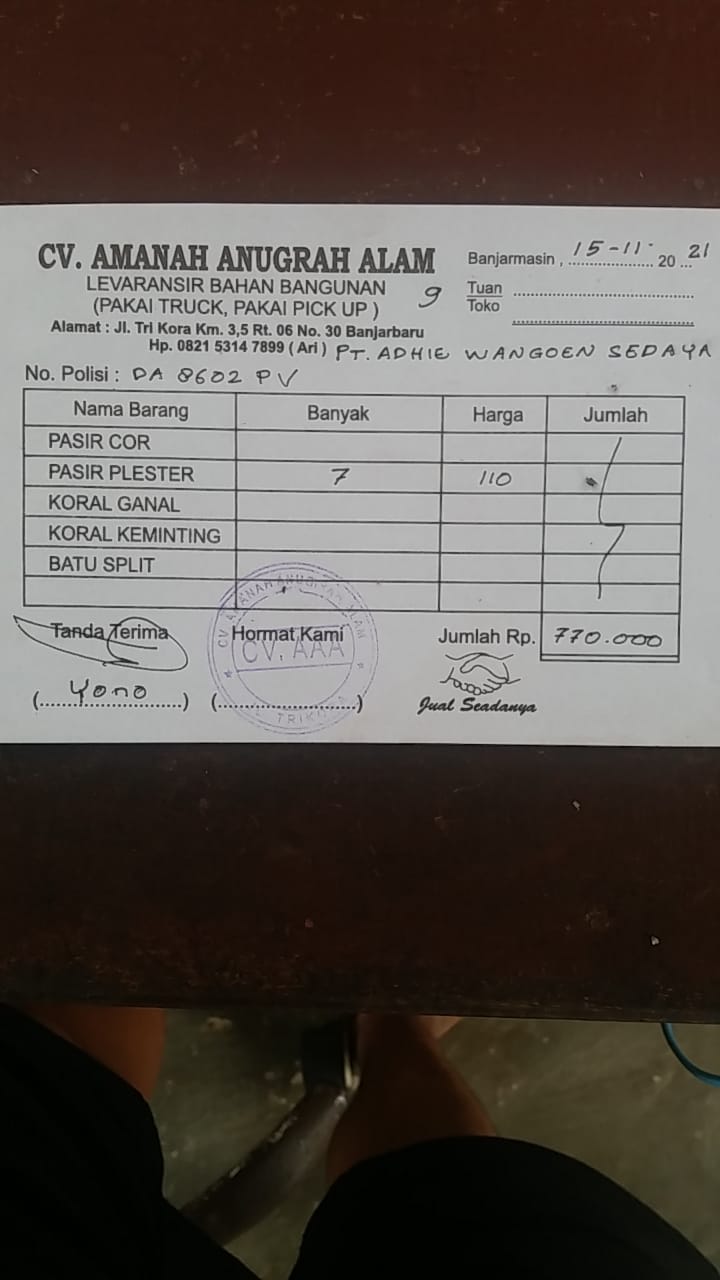 CV. AMANAH ANUGRAH ALAM
LEVARANSIR BAHAN BANGUNAN
(PAKAI TRUCK, PAKAI PICK UP )
9
Alamat : Jl. Tri Kora Km. 3,5 Rt. 06 No. 30 Banjarbaru
Hp. 0821 5314 7899 ( Ari )
Banjarmasin , 15-11- 20 21
Tuan
Toko
PT. ADHIE WANGOEN SEDAYA
No. Polisi : DA 8602 PV
Nama Barang Banyak Harga Jumlah
PASIR COR
PASIR PLESTER 7 110
KORAL GANAL
KORAL KEMINTING
BATU SPLIT
Tanda Terima Hormat Kami Jumlah Rp. 770.000
CV. AMANAH ANUGRAH ALAM
CV. AAA
TRIKORA
(Yono) (....................)
Jual Seadanya